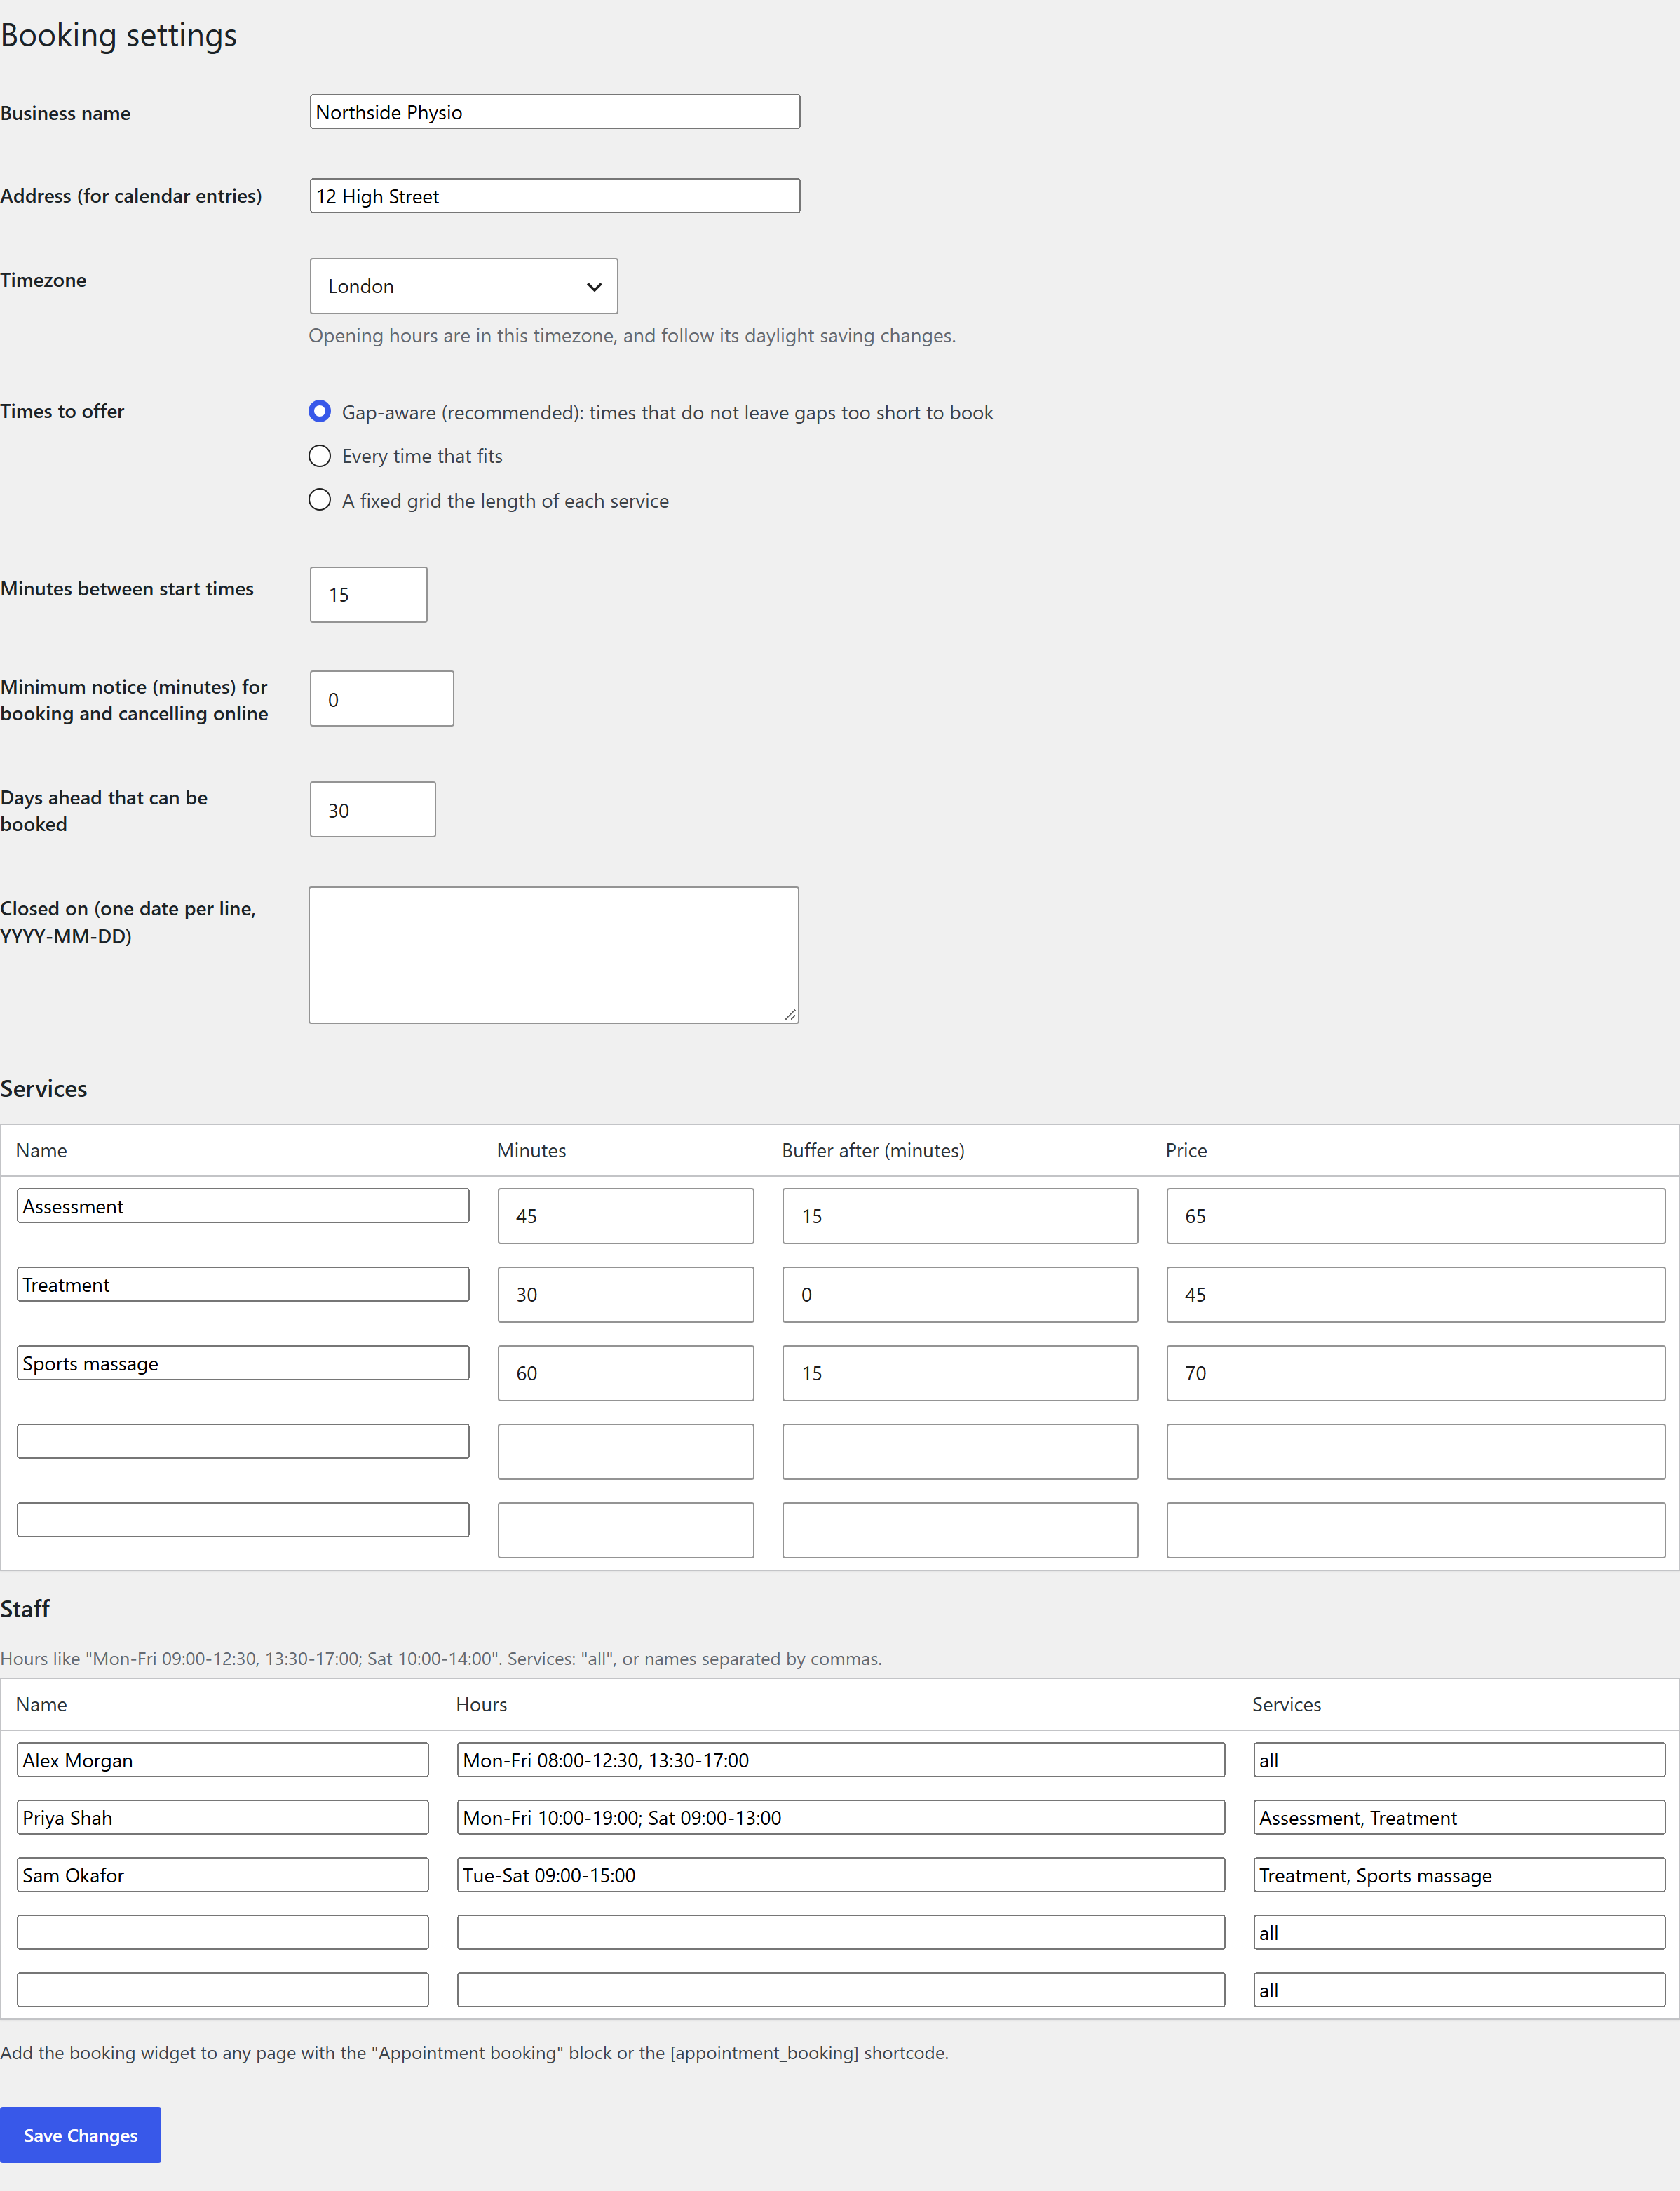 Booking settings
Business name
Northside Physio
Address (for calendar entries)
12 High Street
Timezone
London
Opening hours are in this timezone, and follow its daylight saving changes.
Times to offer
Gap-aware (recommended): times that do not leave gaps too short to book
Every time that fits
A fixed grid the length of each service
Minutes between start times
15
Minimum notice (minutes) for
booking and cancelling online
0
Days ahead that can be
booked
30
Closed on (one date per line,
YYYY-MM-DD)
Services
Name Minutes Buffer after (minutes) Price
Assessment 45 15 65
Treatment 30 0 45
Sports massage 60 15 70
Staff
Hours like "Mon-Fri 09:00-12:30, 13:30-17:00; Sat 10:00-14:00". Services: "all", or names separated by commas.
Name Hours Services
Alex Morgan Mon-Fri 08:00-12:30, 13:30-17:00 all
Priya Shah Mon-Fri 10:00-19:00; Sat 09:00-13:00 Assessment, Treatment
Sam Okafor Tue-Sat 09:00-15:00 Treatment, Sports massage
all
all
Add the booking widget to any page with the "Appointment booking" block or the [appointment_booking] shortcode.
Save Changes